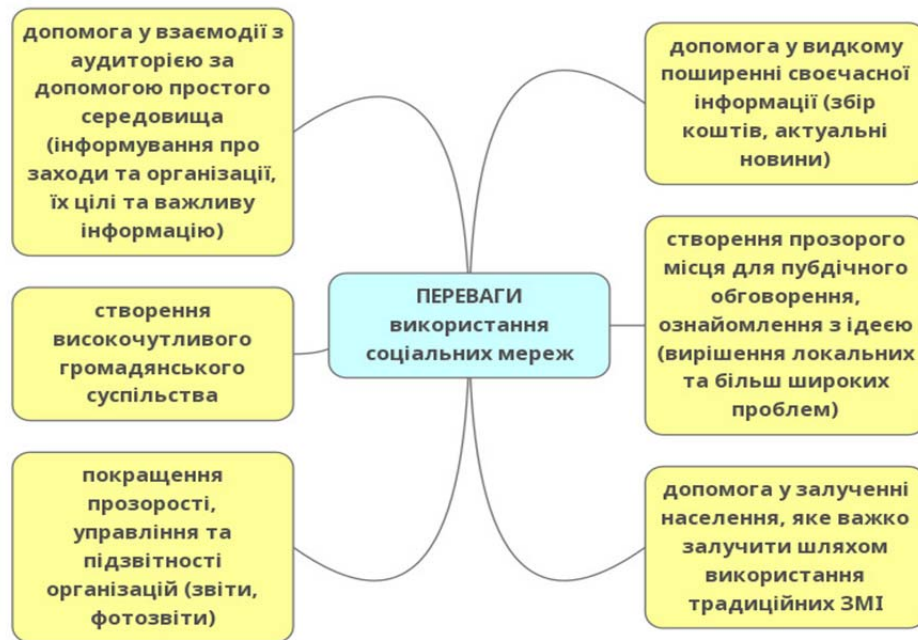 допомога у взаємодії з
аудиторією за
допомогою простого
середовища
(інформування про
заходи та організації,
їх цілі та важливу
інформацію)
створення
високочутливого
громадянського
суспільства
покращення
прозорості,
управління та
підзвітності
організацій (звіти,
фотозвіти)
ПЕРЕВАГИ
використання
соціальних мереж
допомога у видкому
поширенні своєчасної
інформації (збір
коштів, актуальні
новини)
створення прозорого
місця для пубдічного
обговорення,
ознайомлення з ідеєю
(вирішення локальних
та більш широких
проблем)
допомога у залученні
населення, яке важко
залучити шляхом
використання
традиційних ЗМІ